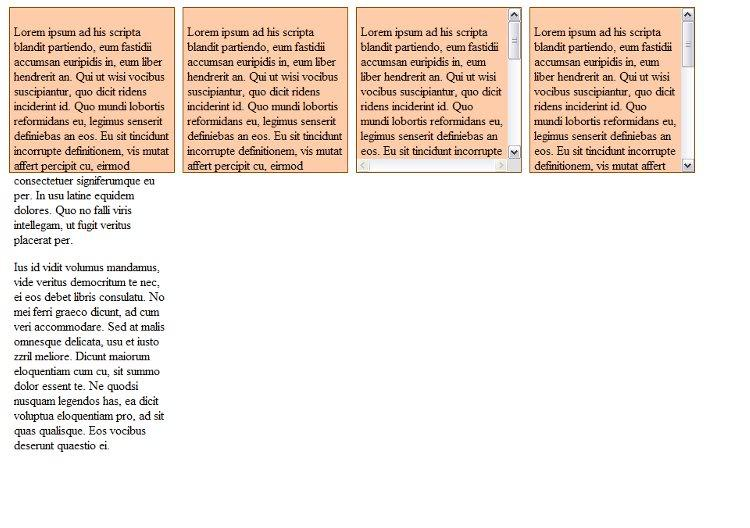 Lorem ipsum ad his scripta
blandit partiendo, eum fastidii
accumsan euripidis in, eum liber
hendrerit an. Qui ut wisi vocibus
suscipiantur, quo dicit ridens
inciderint id. Quo mundi lobortis
reformidans eu, legimus senserit
definiebas an eos. Eu sit tincidunt
incorrupte definitionem, vis mutat
affert percipit cu, eirmod
consectetuer signiferumque eu
per. In usu latine equidem
dolores. Quo no falli viris
intellegam, ut fugit veritus
placerat per.
Ius id vidit volumus mandamus,
vide veritus democritum te nec,
ei eos debet libris consulatu. No
mei ferri graeco dicunt, ad cum
veri accommodare. Sed at malis
omnesque delicata, usu et iusto
zzril meliore. Dicunt maiorum
eloquentiam cum cu, sit summo
dolor essent te. Ne quodsi
nusquam legendos has, ea dicit
voluptua eloquentiam pro, ad sit
quas qualisque. Eos vocibus
deserunt quaestio ei.
Lorem ipsum ad his scripta
blandit partiendo, eum fastidii
accumsan euripidis in, eum liber
hendrerit an. Qui ut wisi vocibus
suscipiantur, quo dicit ridens
inciderint id. Quo mundi lobortis
reformidans eu, legimus senserit
definiebas an eos. Eu sit tincidunt
incorrupte definitionem, vis mutat
affert percipit cu, eirmod
Lorem ipsum ad his scripta
blandit partiendo, eum fastidii
accumsan euripidis in, eum
liber hendrerit an. Qui ut wisi
vocibus suscipiantur, quo dicit
ridens inciderint id. Quo
mundi lobortis reformidans eu,
legimus senserit definiebas an
eos. Eu sit tincidunt incorrupte
Lorem ipsum ad his scripta
blandit partiendo, eum fastidii
accumsan euripidis in, eum
liber hendrerit an. Qui ut wisi
vocibus suscipiantur, quo dicit
ridens inciderint id. Quo
mundi lobortis reformidans eu,
legimus senserit definiebas an
eos. Eu sit tincidunt incorrupte
definitionem, vis mutat affert